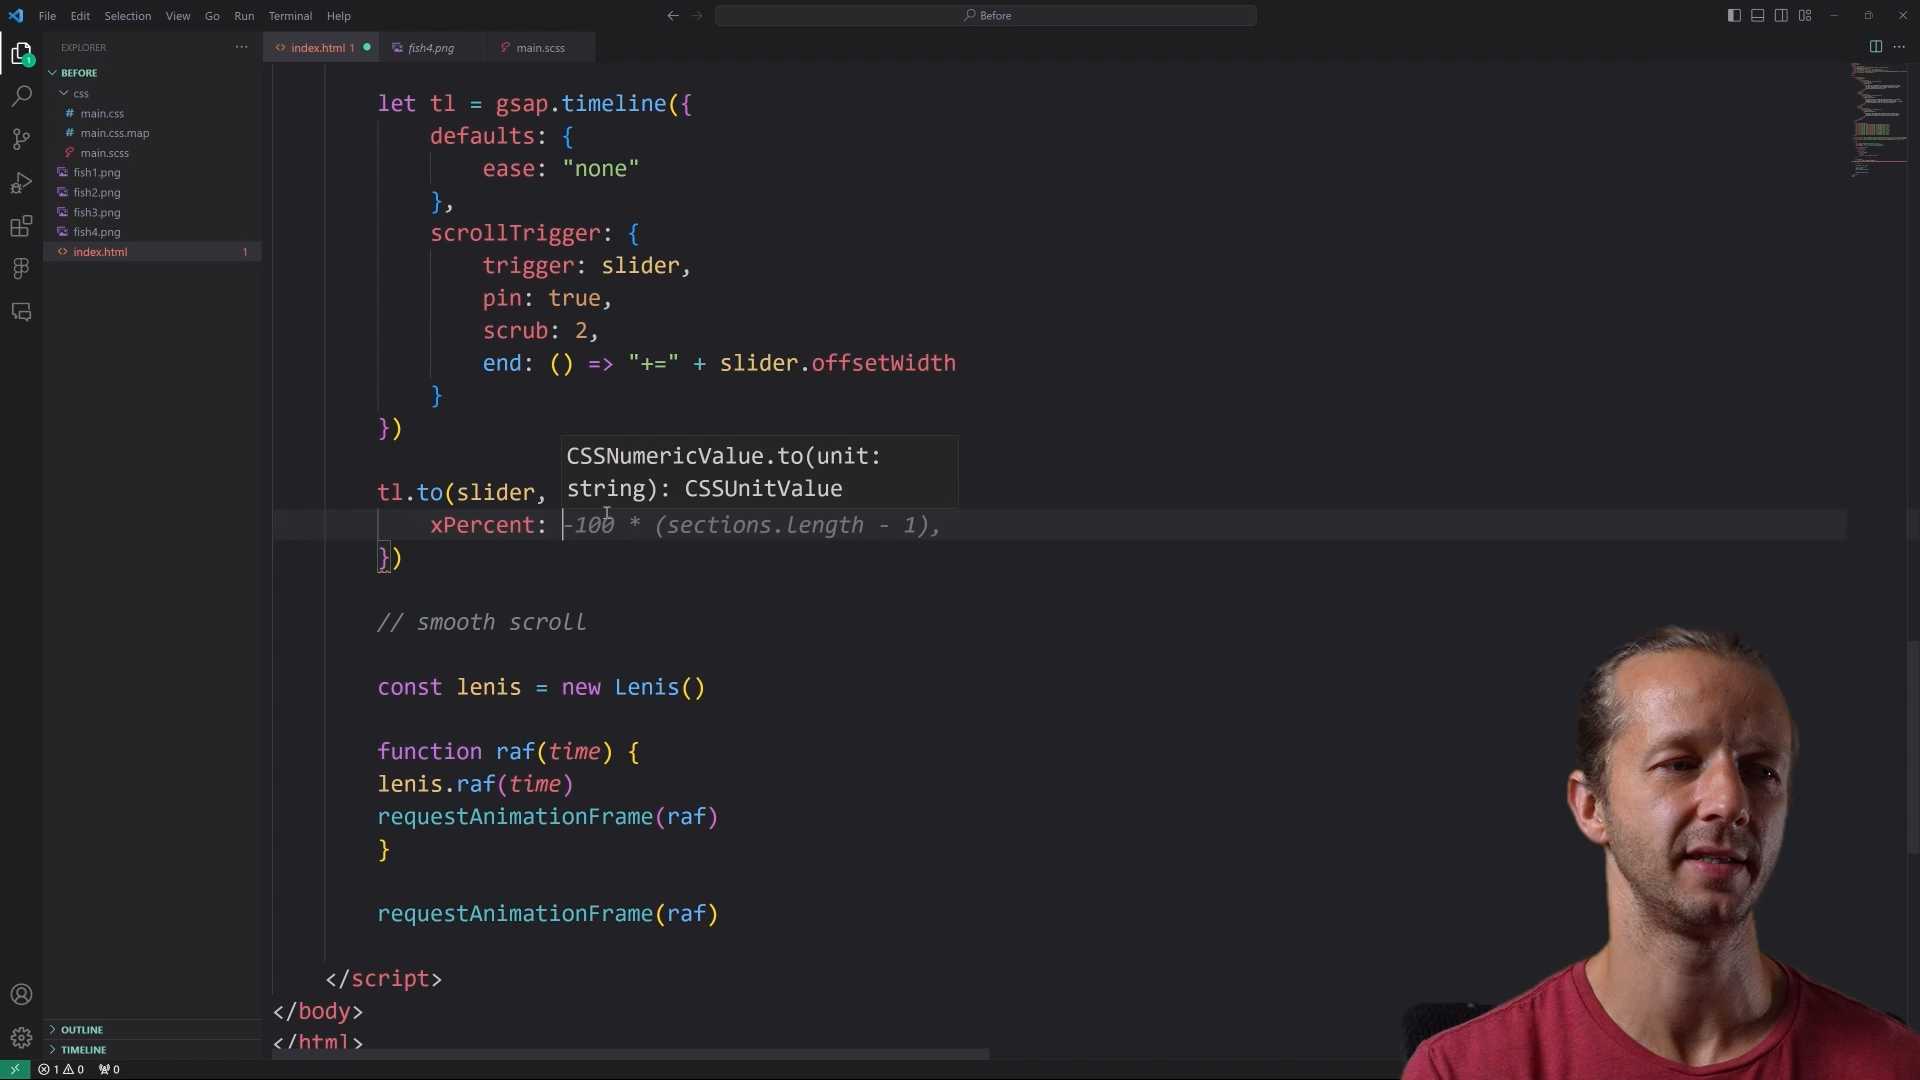 File Edit Selection View Go Run Terminal Help
Before
EXPLORER
index.html 1
fish4.png
main.scss
BEFORE
css
main.css
main.css.map
main.scss
fish1.png
fish2.png
fish3.png
fish4.png
index.html 1
let tl = gsap.timeline({
defaults: {
ease: "none"
},
scrollTrigger: {
trigger: slider,
pin: true,
scrub: 2,
end: () => "+=" + slider.offsetWidth
}
})
CSSNumericValue.to(unit:
string): CSSUnitValue
tl.to(slider,
xPercent: -100 * (sections.length - 1),
})
// smooth scroll
const lenis = new Lenis()
function raf(time) {
lenis.raf(time)
requestAnimationFrame(raf)
}
requestAnimationFrame(raf)
</script>
</body>
</html>
OUTLINE
TIMELINE
1 0 0